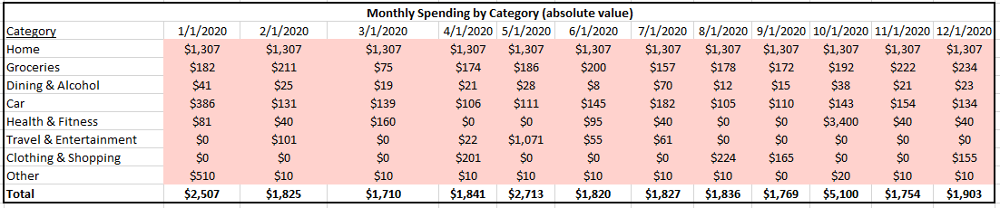 Monthly Spending by Category (absolute value)
Category 1/1/2020 2/1/2020 3/1/2020 4/1/2020 5/1/2020 6/1/2020 7/1/2020 8/1/2020 9/1/2020 10/1/2020 11/1/2020 12/1/2020
Home $1,307 $1,307 $1,307 $1,307 $1,307 $1,307 $1,307 $1,307 $1,307 $1,307 $1,307 $1,307
Groceries $182 $211 $75 $174 $186 $200 $157 $178 $172 $192 $222 $234
Dining & Alcohol $41 $25 $19 $21 $28 $8 $70 $12 $15 $38 $21 $23
Car $386 $131 $139 $106 $111 $145 $182 $105 $110 $143 $154 $134
Health & Fitness $81 $40 $160 $0 $0 $95 $40 $0 $0 $3,400 $40 $40
Travel & Entertainment $0 $101 $0 $22 $1,071 $55 $61 $0 $0 $0 $0 $0
Clothing & Shopping $0 $0 $0 $201 $0 $0 $0 $224 $165 $0 $0 $155
Other $510 $10 $10 $10 $10 $10 $10 $10 $0 $20 $10 $10
Total $2,507 $1,825 $1,710 $1,841 $2,713 $1,820 $1,827 $1,836 $1,769 $5,100 $1,754 $1,903